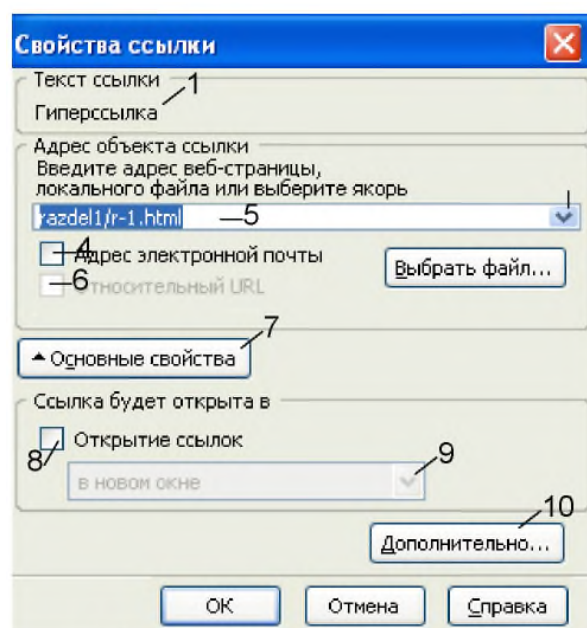 Свойства ссылки
Текст ссылки 1
Гиперссылка
Адрес объекта ссылки
Введите адрес веб-страницы,
локального файла или выберите якорь
razdel1/r-1.html 5
4 Адрес электронной почты
Выбрать файл...
6 Относительный URL
7
Основные свойства
Ссылка будет открыта в
8 Открытие ссылок
9
в новом окне
10
Дополнительно...
ОК Отмена Справка